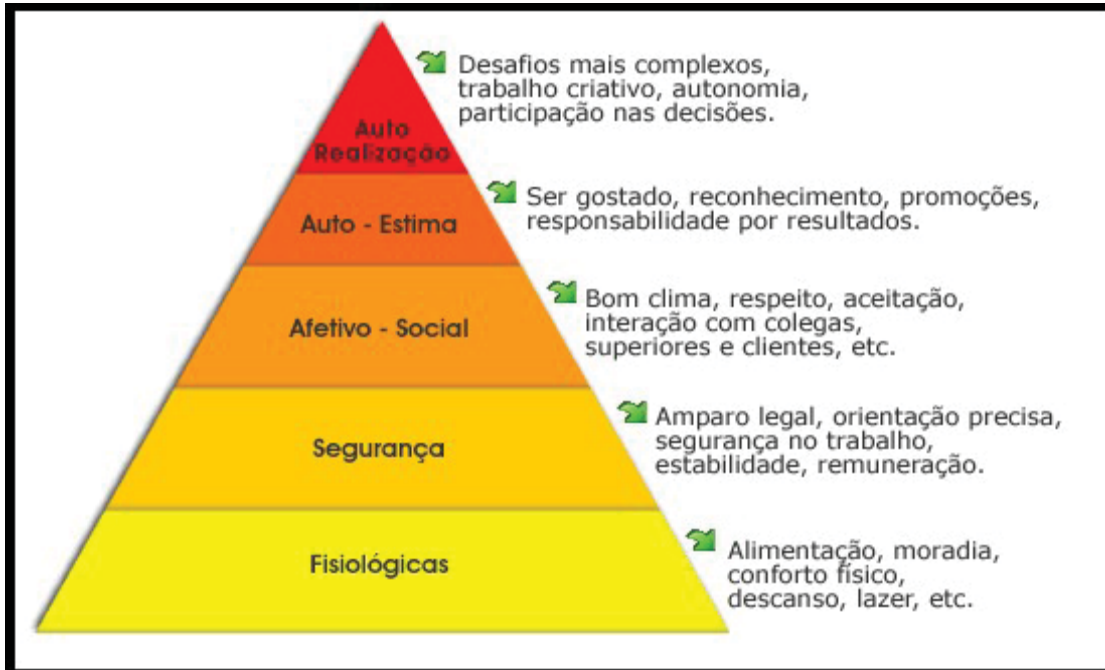 Desafios mais complexos,
trabalho criativo, autonomia,
participação nas decisões.
Auto
Realização
Ser gostado, reconhecimento, promoções,
responsabilidade por resultados.
Auto - Estima
Bom clima, respeito, aceitação,
interação com colegas,
superiores e clientes, etc.
Afetivo - Social
Amparo legal, orientação precisa,
segurança no trabalho,
estabilidade, remuneração.
Segurança
Alimentação, moradia,
conforto físico,
descanso, lazer, etc.
Fisiológicas